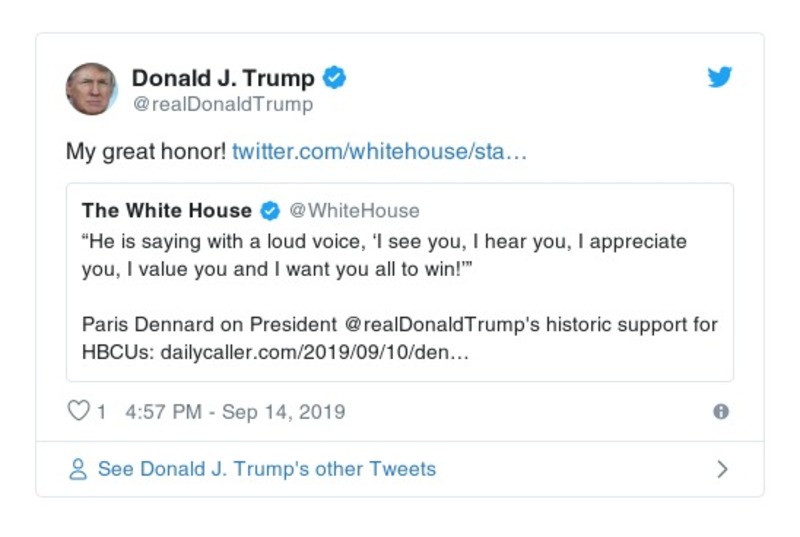 Donald J. Trump
@realDonaldTrump
My great honor! twitter.com/whitehouse/sta…
The White House @WhiteHouse
“He is saying with a loud voice, ‘I see you, I hear you, I appreciate
you, I value you and I want you all to win!’”
Paris Dennard on President @realDonaldTrump's historic support for
HBCUs: dailycaller.com/2019/09/10/den…
1 4:57 PM - Sep 14, 2019
See Donald J. Trump's other Tweets